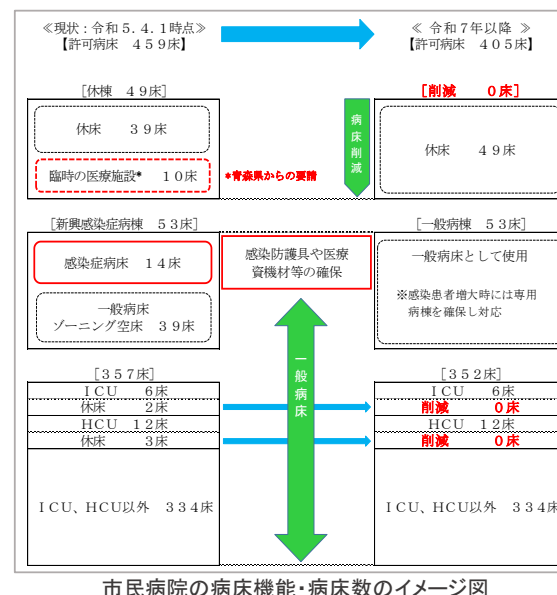 ≪現状：令和５.４.１時点≫
【許可病床 ４５９床】
≪ 令和７年以降 ≫
【許可病床 ４０５床】
[休棟 ４９床]
休床 ３９床
臨時の医療施設* １０床
*青森県からの要請
病床削減
[削減 ０床]
休床 ４９床
[新興感染症病棟 ５３床]
感染症病床 １４床
一般病床
ゾーニング空床 ３９床
感染防護具や医療
資機材等の確保
[一般病棟 ５３床]
一般病床として使用
※感染患者増大時には専用
病棟を確保し対応
一般病床
[３５７床]
ＩＣＵ ６床
休床 ２床
ＨＣＵ １２床
休床 ３床
ＩＣＵ、ＨＣＵ以外 ３３４床
[３５２床]
ＩＣＵ ６床
削減 ０床
ＨＣＵ １２床
削減 ０床
ＩＣＵ、ＨＣＵ以外 ３３４床
市民病院の病床機能・病床数のイメージ図